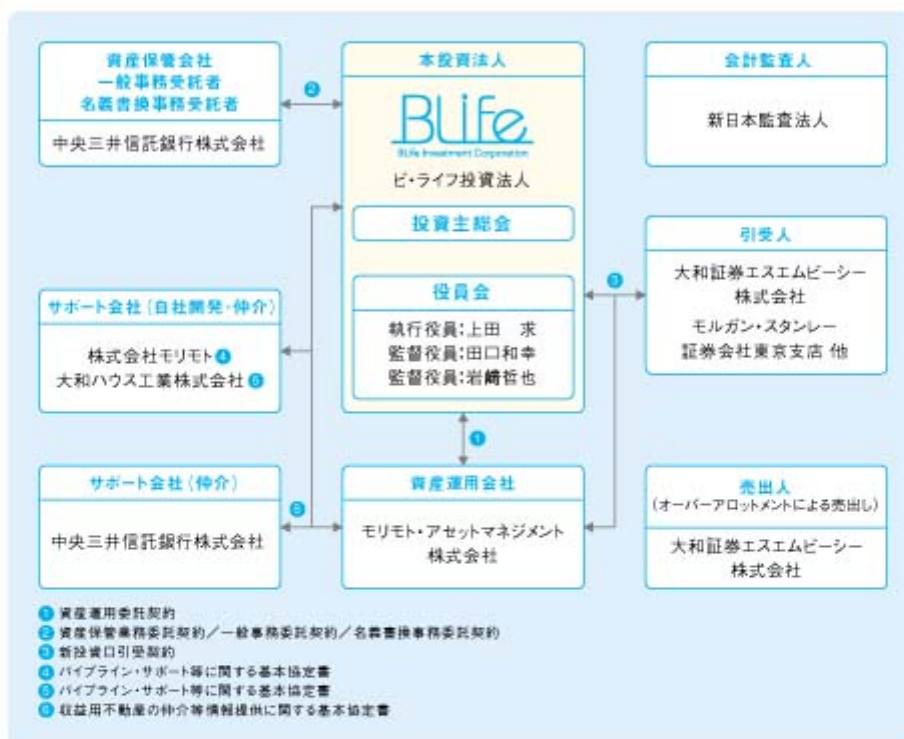 資産保管会社
一般事務受託者
名義書換事務受託者
中央三井信託銀行株式会社
❷
本投資法人
BLife
BLife Investment Corporation
ビ・ライフ投資法人
投資主総会
役員会
執行役員:上田 求
監督役員:田口和幸
監督役員:岩﨑哲也
会計監査人
新日本監査法人
引受人
大和証券エスエムビーシー
株式会社
モルガン・スタンレー
証券会社東京支店 他
❸
サポート会社(自社開発・仲介)
株式会社モリモト❹
大和ハウス工業株式会社❺
❶
サポート会社(仲介)
中央三井信託銀行株式会社
❻
資産運用会社
モリモト・アセットマネジメント
株式会社
売出人
(オーバーアロットメントによる売出し)
大和証券エスエムビーシー
株式会社
❶ 資産運用委託契約
❷ 資産保管業務委託契約/一般事務委託契約/名義書換事務委託契約
❸ 新投資口引受契約
❹ パイプライン・サポート等に関する基本協定書
❺ パイプライン・サポート等に関する基本協定書
❻ 収益用不動産の仲介等情報提供に関する基本協定書